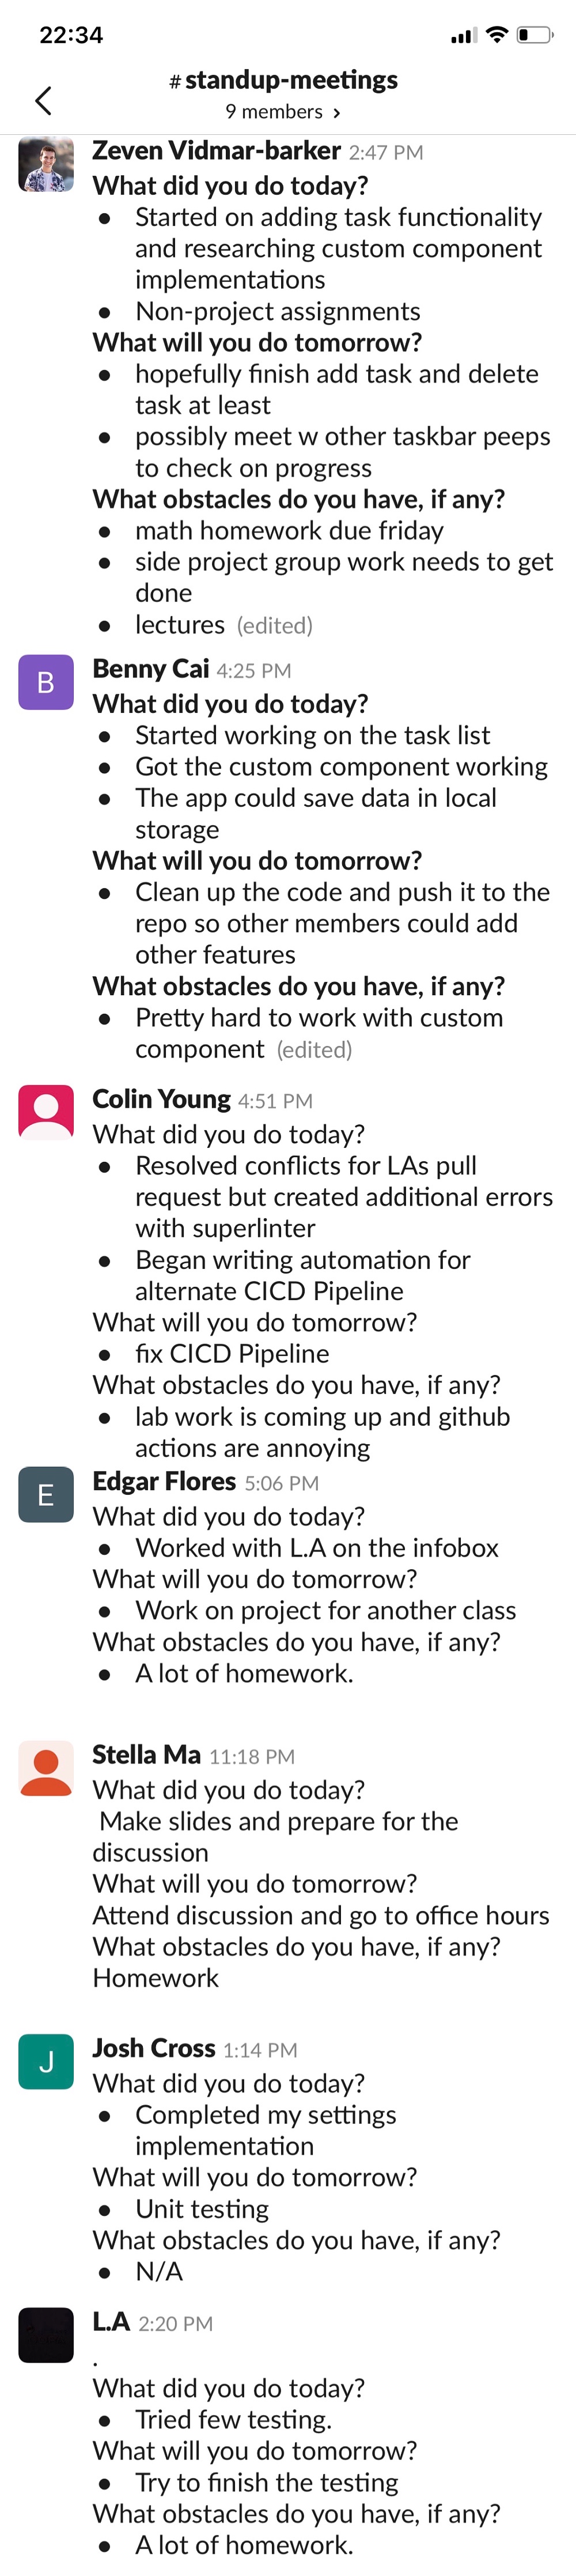 22:34
# standup-meetings
9 members >
Zeven Vidmar-barker 2:47 PM
What did you do today?
• Started on adding task functionality
and researching custom component
implementations
• Non-project assignments
What will you do tomorrow?
• hopefully finish add task and delete
task at least
• possibly meet w other taskbar peeps
to check on progress
What obstacles do you have, if any?
• math homework due friday
• side project group work needs to get
done
• lectures (edited)
B
Benny Cai 4:25 PM
What did you do today?
• Started working on the task list
• Got the custom component working
• The app could save data in local
storage
What will you do tomorrow?
• Clean up the code and push it to the
repo so other members could add
other features
What obstacles do you have, if any?
• Pretty hard to work with custom
component (edited)
Colin Young 4:51 PM
What did you do today?
• Resolved conflicts for LAs pull
request but created additional errors
with superlinter
• Began writing automation for
alternate CICD Pipeline
What will you do tomorrow?
• fix CICD Pipeline
What obstacles do you have, if any?
• lab work is coming up and github
actions are annoying
E
Edgar Flores 5:06 PM
What did you do today?
• Worked with L.A on the infobox
What will you do tomorrow?
• Work on project for another class
What obstacles do you have, if any?
• A lot of homework.
Stella Ma 11:18 PM
What did you do today?
Make slides and prepare for the
discussion
What will you do tomorrow?
Attend discussion and go to office hours
What obstacles do you have, if any?
Homework
J
Josh Cross 1:14 PM
What did you do today?
• Completed my settings
implementation
What will you do tomorrow?
• Unit testing
What obstacles do you have, if any?
• N/A
L.A 2:20 PM
.
What did you do today?
• Tried few testing.
What will you do tomorrow?
• Try to finish the testing
What obstacles do you have, if any?
• A lot of homework.